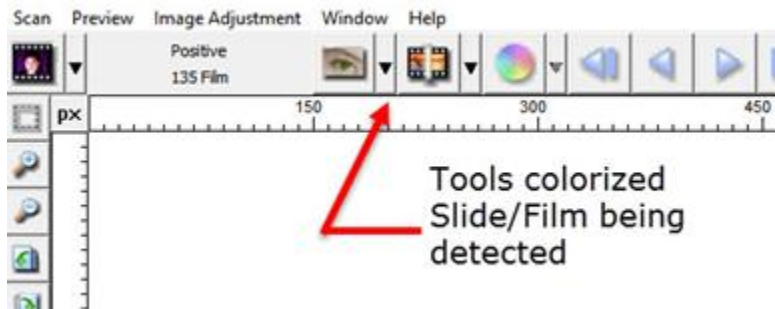 Scan Preview Image Adjustment Window Help
Positive
135 Film
px 150 300 450
Tools colorized
Slide/Film being
detected